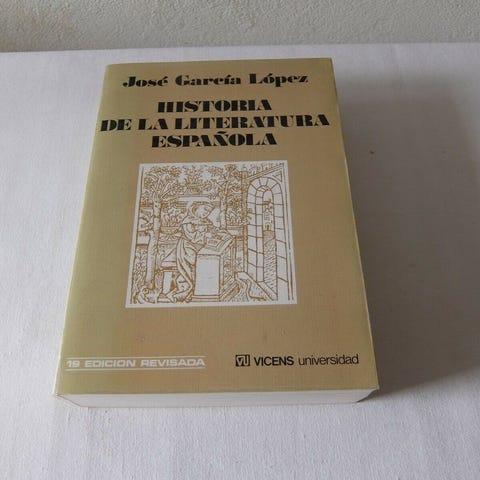 José García López
HISTORIA
DE LA LITERATURA
ESPAÑOLA
19 EDICION REVISADA
VU VICENS universidad